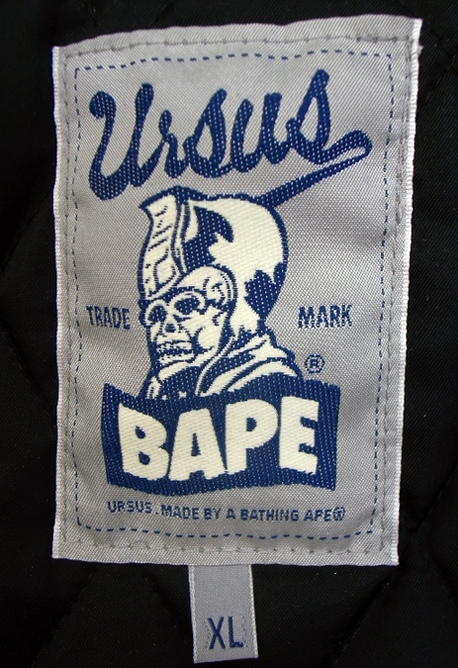 Ursus
TRADE MARK
®
BAPE
URSUS.MADE BY A BATHING APE®
XL